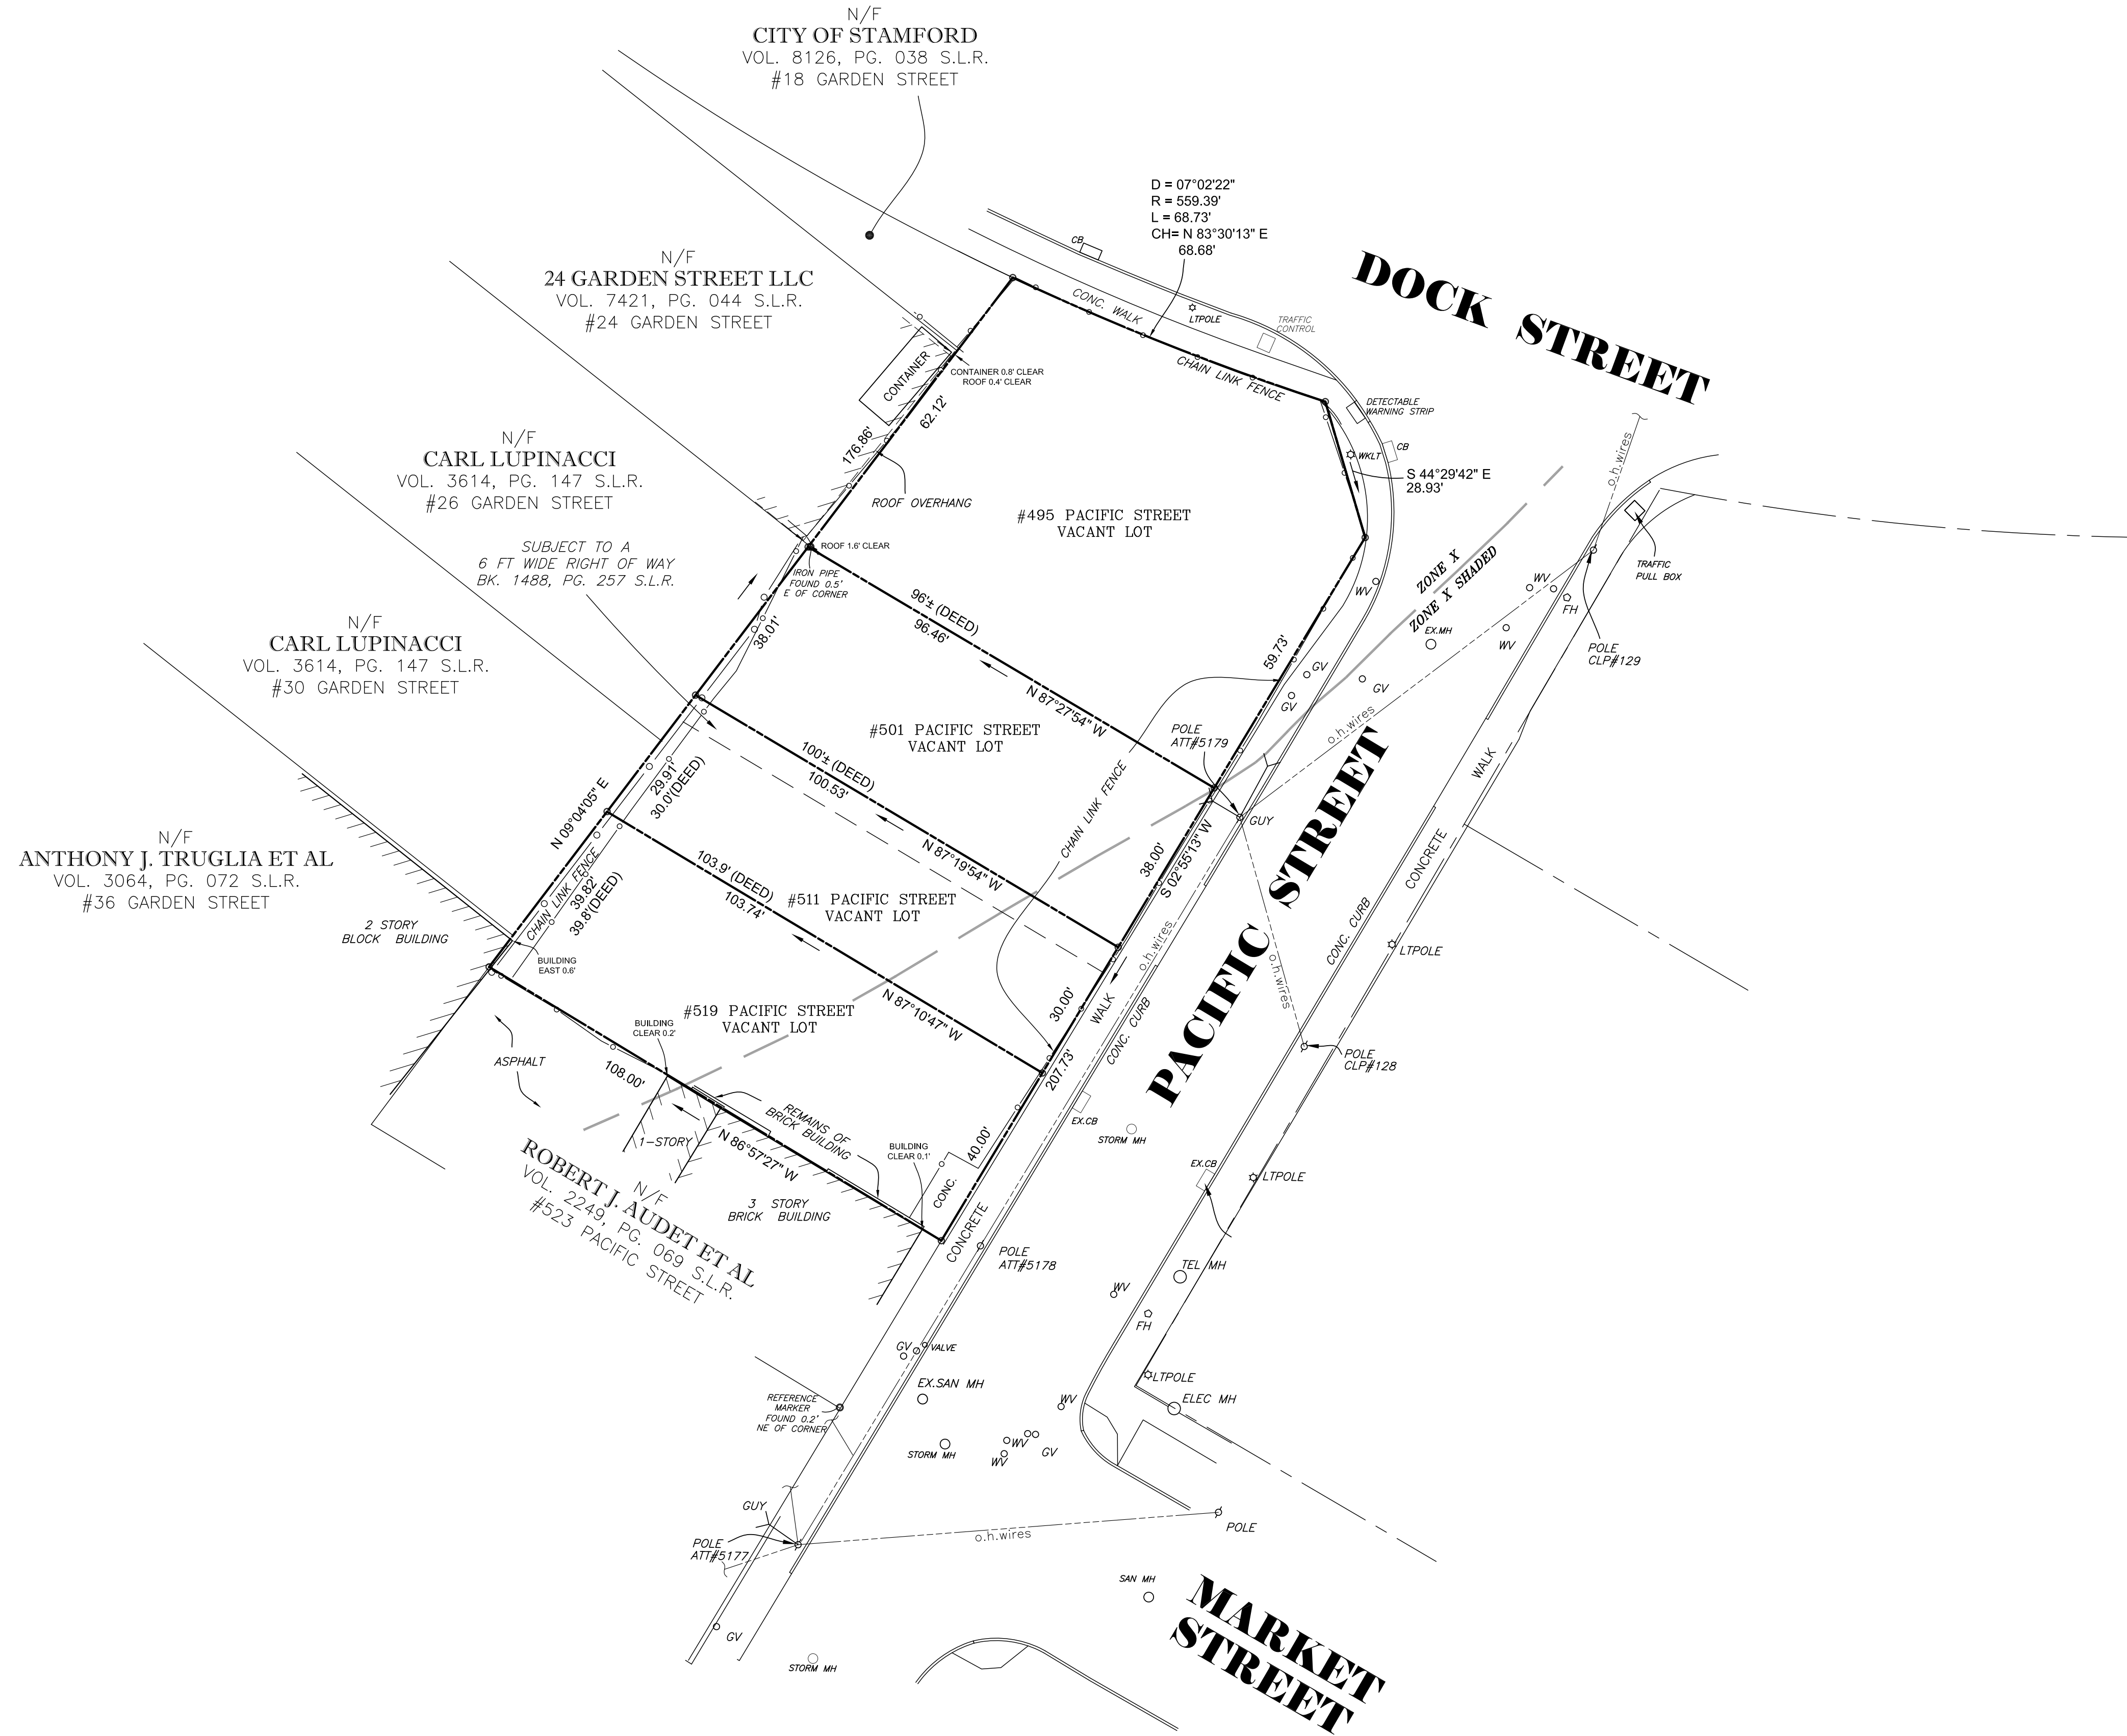 N/F
CITY OF STAMFORD
VOL. 8126, PG. 038 S.L.R.
#18 GARDEN STREET
D = 07°02'22"
R = 559.39'
L = 68.73'
CH= N 83°30'13" E
68.68'
N/F
24 GARDEN STREET LLC
VOL. 7421, PG. 044 S.L.R.
#24 GARDEN STREET
CB
CONC. WALK
LTPOLE
TRAFFIC
CONTROL
DOCK STREET
CHAIN LINK FENCE
CONTAINER
CONTAINER 0.8' CLEAR
ROOF 0.4' CLEAR
DETECTABLE
WARNING STRIP
CB
WKLT
S 44°29'42" E
28.93'
62.12'
176.86'
ROOF OVERHANG
N/F
CARL LUPINACCI
VOL. 3614, PG. 147 S.L.R.
#26 GARDEN STREET
#495 PACIFIC STREET
VACANT LOT
ROOF 1.6' CLEAR
IRON PIPE
FOUND 0.5'
E OF CORNER
SUBJECT TO A
6 FT WIDE RIGHT OF WAY
BK. 1488, PG. 257 S.L.R.
o.h.wires
TRAFFIC
PULL BOX
ZONE X
ZONE X SHADED
WV
WV
FH
WV
EX.MH
POLE
CLP#129
N/F
CARL LUPINACCI
VOL. 3614, PG. 147 S.L.R.
#30 GARDEN STREET
38.01'
96'± (DEED)
96.46'
N 87°27'54" W
59.73'
GV
GV
GV
o.h.wires
#501 PACIFIC STREET
VACANT LOT
POLE
ATT#5179
GUY
WALK
100'± (DEED)
100.53'
N 87°19'54" W
CHAIN LINK FENCE
29.91'
30.0'(DEED)
N 09°04'05" E
38.00'
S 02°55'13" W
PACIFIC STREET
CONCRETE
N/F
ANTHONY J. TRUGLIA ET AL
VOL. 3064, PG. 072 S.L.R.
#36 GARDEN STREET
CHAIN LINK FENCE
39.82'
39.8'(DEED)
103.9' (DEED)
103.74'
N 87°10'47" W
#511 PACIFIC STREET
VACANT LOT
2 STORY
BLOCK BUILDING
BUILDING
EAST 0.6'
o.h.wires
o.h.wires
CONC. CURB
LTPOLE
30.00'
WALK
CONC. CURB
#519 PACIFIC STREET
VACANT LOT
BUILDING
CLEAR 0.2'
ASPHALT
108.00'
207.73'
POLE
CLP#128
REMAINS OF
BRICK BUILDING
1-STORY
N 86°57'27" W
EX.CB
STORM MH
BUILDING
CLEAR 0.1'
40.00'
CONC.
EX.CB
LTPOLE
3 STORY
BRICK BUILDING
N/F
ROBERT J. AUDET ET AL
VOL. 2249, PG. 069 S.L.R.
#523 PACIFIC STREET
CONCRETE
POLE
ATT#5178
TEL MH
WV
FH
GV
VALVE
EX.SAN MH
LTPOLE
ELEC MH
WV
REFERENCE
MARKER
FOUND 0.2'
NE OF CORNER
STORM MH
WV
WV
GV
GUY
POLE
ATT#5177
o.h.wires
POLE
SAN MH
MARKET
STREET
GV
STORM MH